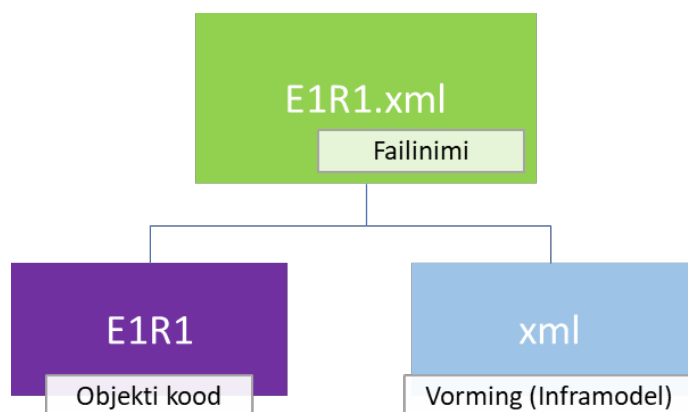 E1R1.xml
Failinimi
E1R1
Objekti kood
xml
Vorming (Inframodel)